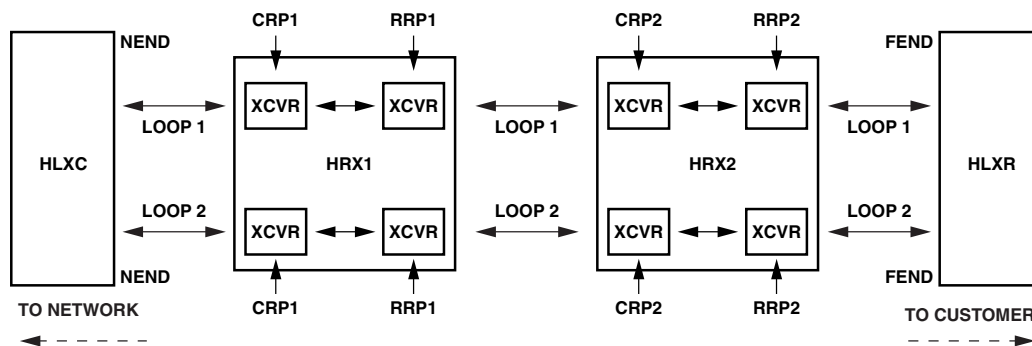 CRP1 RRP1 CRP2 RRP2
NEND FEND
XCVR XCVR XCVR XCVR
LOOP 1 LOOP 1 LOOP 1
HLXC HRX1 HRX2 HLXR
LOOP 2 LOOP 2 LOOP 2
XCVR XCVR XCVR XCVR
NEND FEND
CRP1 RRP1 CRP2 RRP2
TO NETWORK TO CUSTOMER